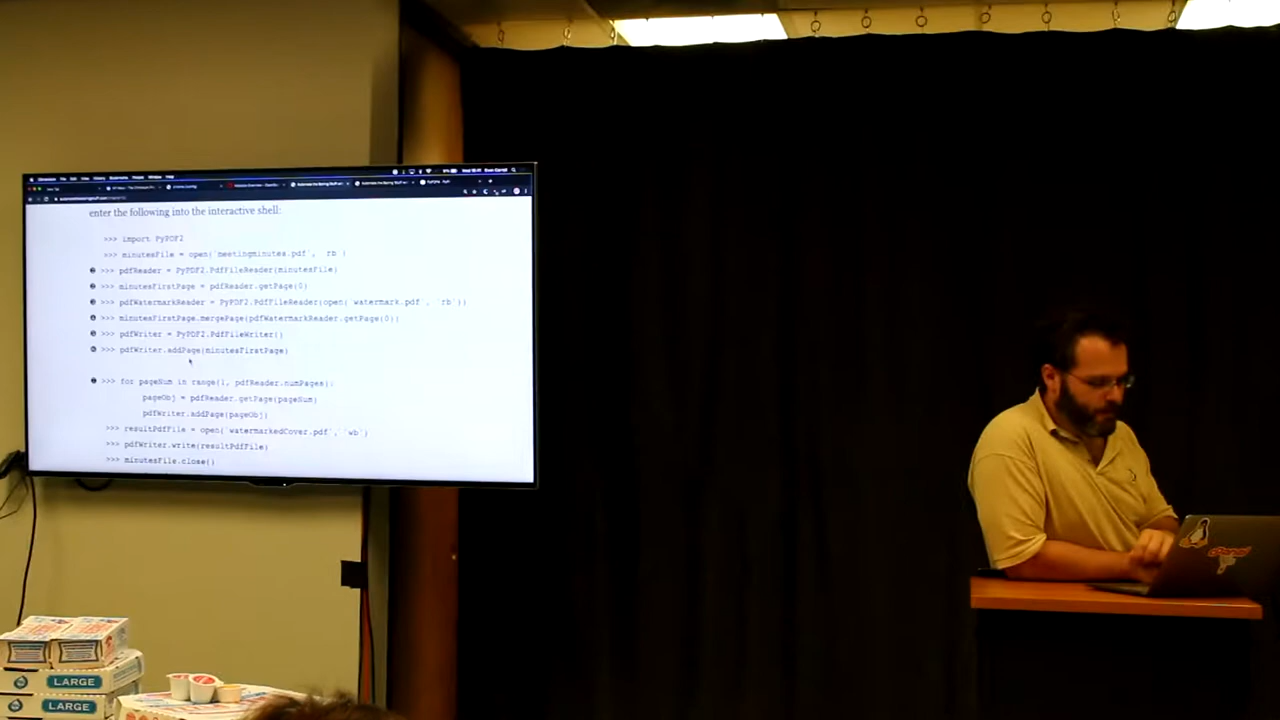 enter the following into the interactive shell:
>>> import PyPDF2
>>> minutesFile = open('meetingminutes.pdf', 'rb')
>>> pdfReader = PyPDF2.PdfFileReader(minutesFile)
>>> minutesFirstPage = pdfReader.getPage(0)
>>> pdfWatermarkReader = PyPDF2.PdfFileReader(open('watermark.pdf', 'rb'))
>>> minutesFirstPage.mergePage(pdfWatermarkReader.getPage(0))
>>> pdfWriter = PyPDF2.PdfFileWriter()
>>> pdfWriter.addPage(minutesFirstPage)
>>> for pageNum in range(1, pdfReader.numPages):
pageObj = pdfReader.getPage(pageNum)
pdfWriter.addPage(pageObj)
>>> resultPdfFile = open('watermarkedCover.pdf', 'wb')
>>> pdfWriter.write(resultPdfFile)
>>> minutesFile.close()
cPanel
LARGE
LARGE